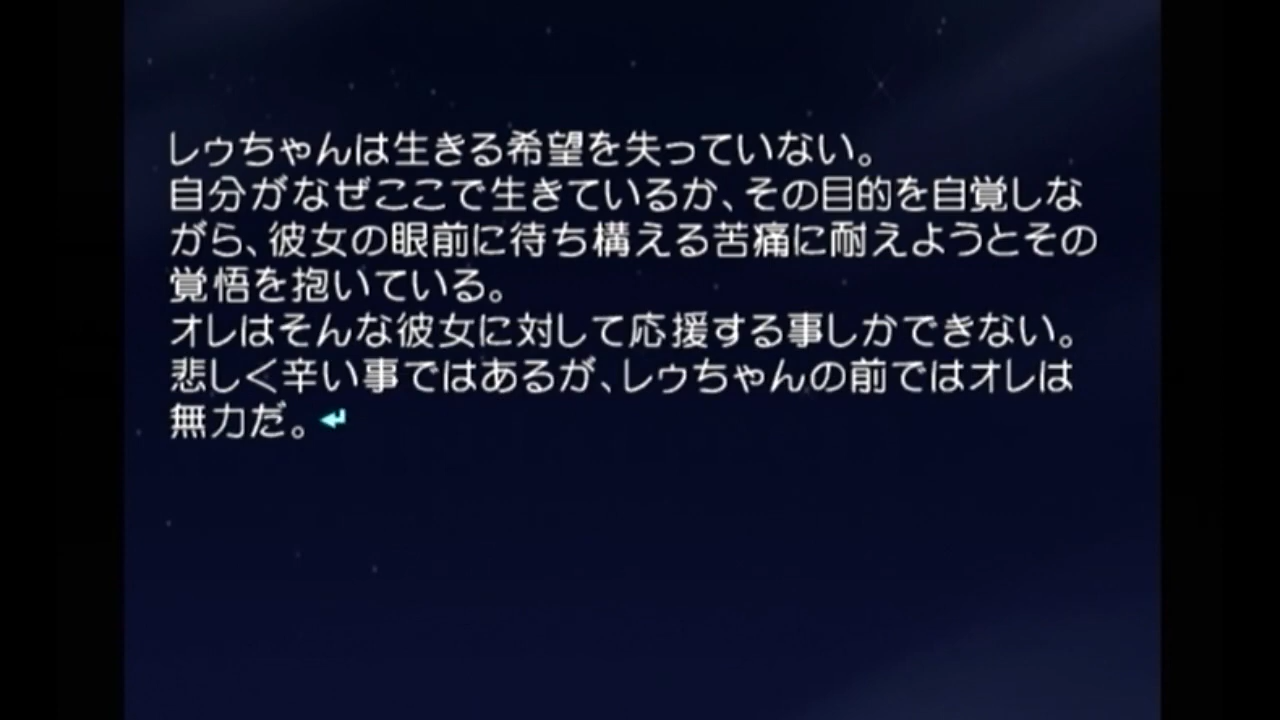 レゥちゃんは生きる希望を失っていない。
自分がなぜここで生きているか、その目的を自覚しな
がら、彼女の眼前に待ち構える苦痛に耐えようとその
覚悟を抱いている。
オレはそんな彼女に対して応援する事しかできない。
悲しく辛い事ではあるが、レゥちゃんの前ではオレは
無力だ。